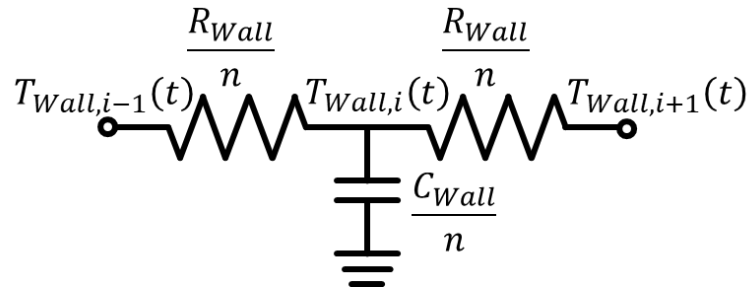 R_Wall/n R_Wall/n
T_Wall,i−1(t) T_Wall,i(t) T_Wall,i+1(t)
C_Wall/n